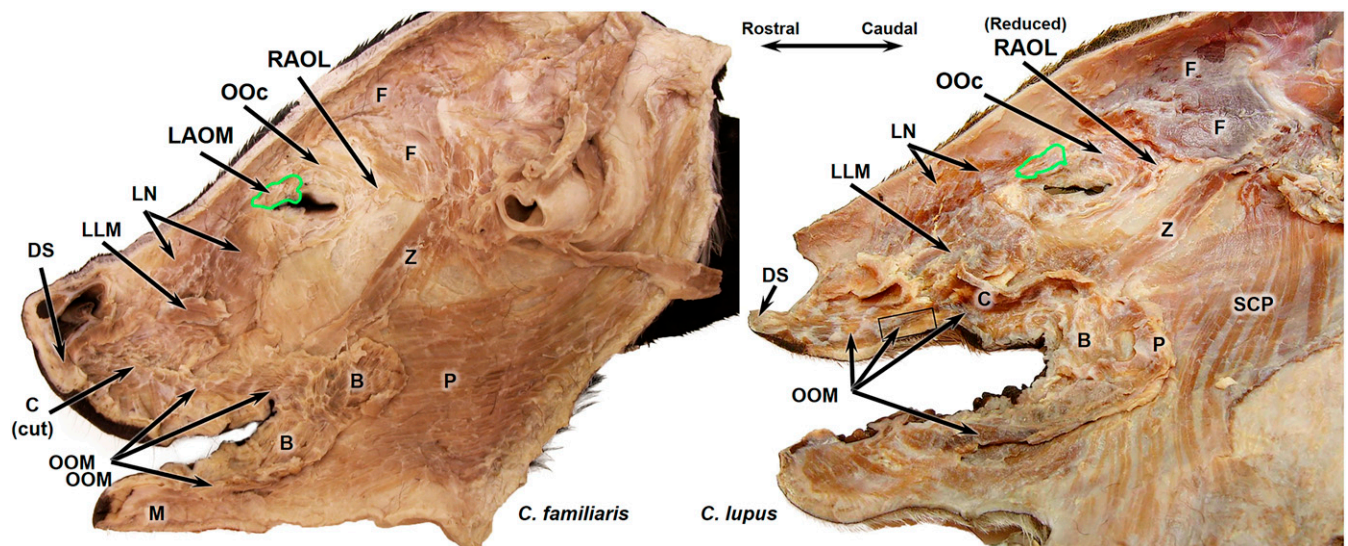 RAOL
OOc
LAOM
LN
LLM
DS
F
F
Z
C
(cut)
B
B
P
OOM
OOM
M
C. familiaris
Rostral Caudal
(Reduced)
RAOL
OOc
LN
LLM
DS
F
F
Z
SCP
C
B
P
OOM
C. lupus